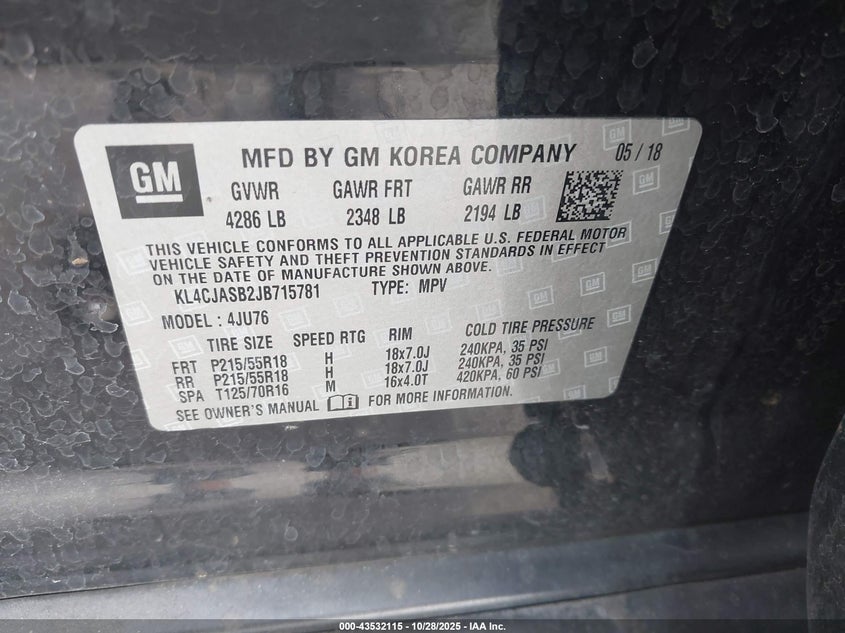 GM
MFD BY GM KOREA COMPANY 05 / 18
GVWR GAWR FRT GAWR RR
4286 LB 2348 LB 2194 LB
THIS VEHICLE CONFORMS TO ALL APPLICABLE U.S. FEDERAL MOTOR
VEHICLE SAFETY AND THEFT PREVENTION STANDARDS IN EFFECT
ON THE DATE OF MANUFACTURE SHOWN ABOVE.
KL4CJASB2JB715781 TYPE: MPV
MODEL : 4JU76
TIRE SIZE SPEED RTG RIM COLD TIRE PRESSURE
FRT P215/55R18 H 18x7.0J 240KPA, 35 PSI
RR P215/55R18 H 18x7.0J 240KPA, 35 PSI
SPA T125/70R16 M 16x4.0T 420KPA, 60 PSI
SEE OWNER'S MANUAL FOR MORE INFORMATION.
000-43532115 - 10/28/2025 - IAA Inc.